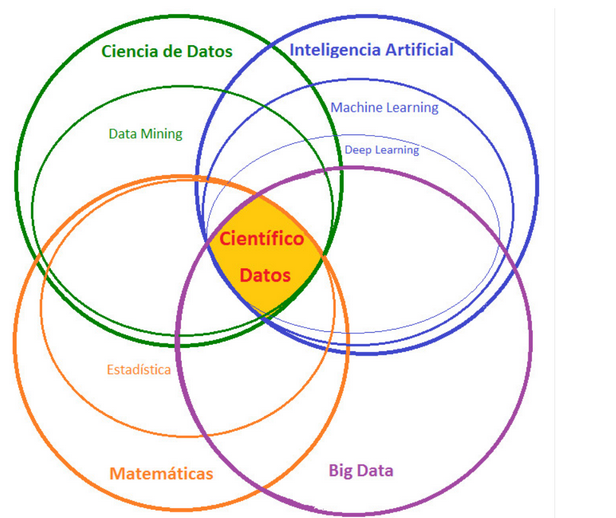 Ciencia de Datos
Inteligencia Artificial
Machine Learning
Data Mining
Deep Learning
Científico
Datos
Estadística
Matemáticas
Big Data